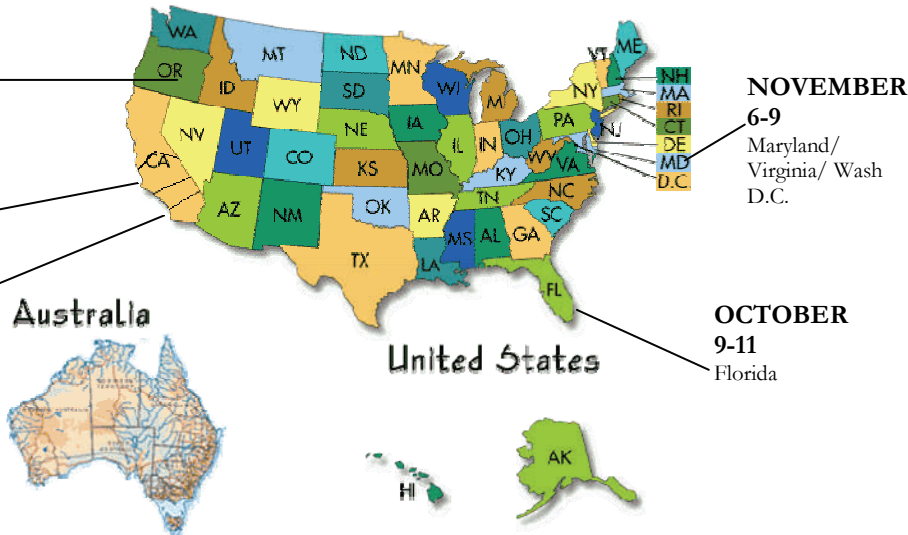 WA
MT
ND
MN
VT
ME
OR
ID
SD
WI
MI
NY
NH
MA
RI
CT
NJ
DE
MD
D.C.
WY
NE
IA
PA
NV
UT
CO
IL
IN
OH
CA
KS
MO
WV
VA
KY
NC
AZ
NM
OK
TN
AR
SC
MS
AL
GA
TX
LA
FL
NOVEMBER
6-9
Maryland/
Virginia/ Wash
D.C.
OCTOBER
9-11
Florida
Australia
United States
HI
AK